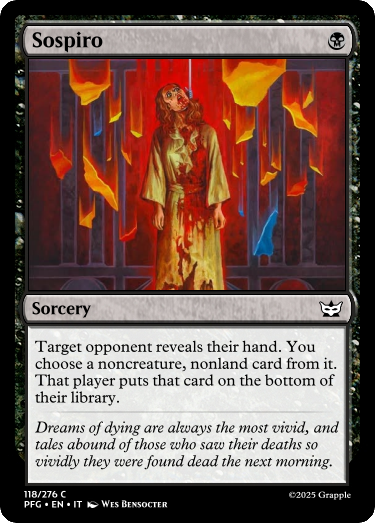 Sospiro
Sorcery
Target opponent reveals their hand. You
choose a noncreature, nonland card from it.
That player puts that card on the bottom of
their library.
Dreams of dying are always the most vivid, and
tales abound of those who saw their deaths so
vividly they were found dead the next morning.
118/276 C
PFG • EN • IT Wes Bensocter
©2025 Grapple